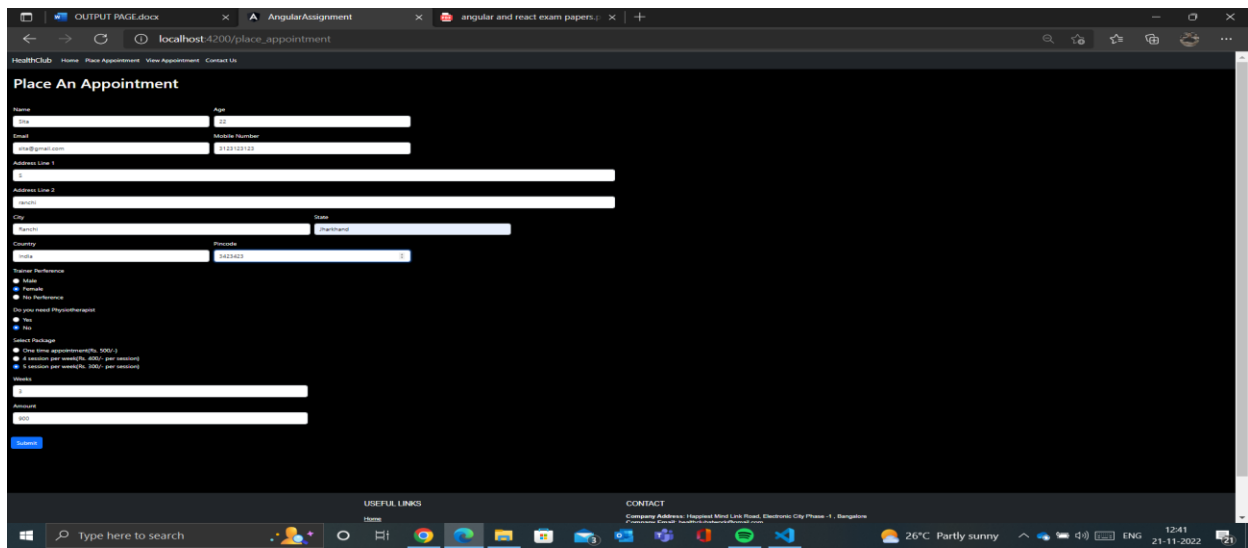 OUTPUT PAGE.docx
AngularAssignment
angular and react exam papers.p
localhost:4200/place_appointment
HealthClub Home Place Appointment View Appointment Contact Us
Place An Appointment
Name Age
Sita 22
Email Mobile Number
sita@gmail.com 3123123123
Address Line 1
Address Line 2
ranchi
City State
Ranchi Jharkhand
Country Pincode
India 3423423
Trainer Perference
Male
Female
No Perference
Do you need Physiotherapist
Yes
No
Select Package
One time appointment(Rs. 500/-)
4 session per week(Rs. 400/- per session)
5 session per week(Rs. 300/- per session)
Weeks
3
Amount
900
Submit
USEFUL LINKS CONTACT
Home Company Address: Happiest Mind Link Road, Electronic City Phase -1 , Bangalore
Company Email:
Type here to search
3
26°C Partly sunny
ENG
12:41
21-11-2022
21